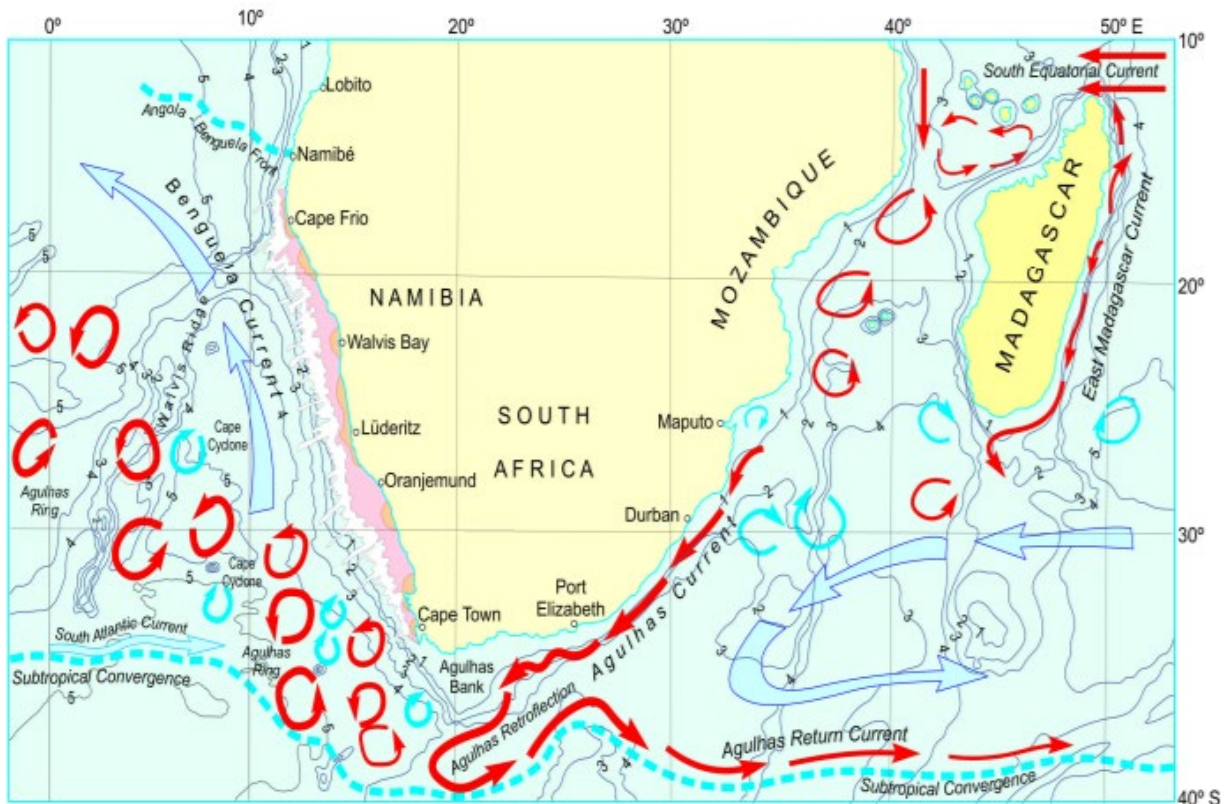 0º 10º 20º 30º 40º 50º E
10º
South Equatorial Current
Lobito
Angola - Benguela Front
Namibé
Cape Frio
Benguela Current
MOZAMBIQUE
MADAGASCAR
East Madagascar Current
20º
NAMIBIA
Walvis Ridge
Walvis Bay
Cape
Cyclone
Lüderitz
SOUTH
AFRICA
Maputo
Oranjemund
Agulhas
Ring
Durban
30º
Cape
Cyclone
Agulhas Current
Port
Elizabeth
Cape Town
South Atlantic Current
Agulhas
Ring
Subtropical Convergence
Agulhas
Bank
Agulhas Retroflection
Agulhas Return Current
Subtropical Convergence
40º S